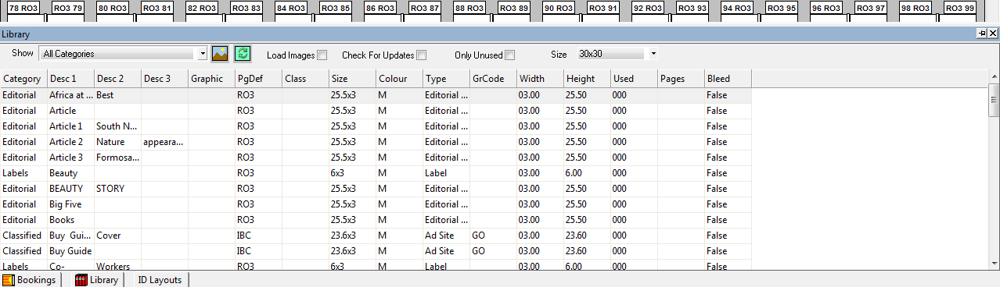 78 RO3 RO3 79 80 RO3 RO3 81 82 RO3 RO3 83 84 RO3 RO3 85 86 RO3 RO3 87 88 RO3 RO3 89 90 RO3 RO3 91 92 RO3 RO3 93 94 RO3 RO3 95 96 RO3 RO3 97 98 RO3 RO3 99
Library
Show All Categories Load Images Check For Updates Only Unused Size 30x30
Category Desc 1 Desc 2 Desc 3 Graphic PgDef Class Size Colour Type GrCode Width Height Used Pages Bleed
Editorial Africa at ... Best RO3 25.5x3 M Editorial ... 03.00 25.50 000 False
Editorial Article RO3 25.5x3 M Editorial ... 03.00 25.50 000 False
Editorial Article 1 South N... RO3 25.5x3 M Editorial ... 03.00 25.50 000 False
Editorial Article 2 Nature appeara... RO3 25.5x3 M Editorial ... 03.00 25.50 000 False
Editorial Article 3 Formosa... RO3 25.5x3 M Editorial ... 03.00 25.50 000 False
Labels Beauty RO3 6x3 M Label 03.00 6.00 000 False
Editorial BEAUTY STORY RO3 25.5x3 M Editorial ... 03.00 25.50 000 False
Editorial Big Five RO3 25.5x3 M Editorial ... 03.00 25.50 000 False
Editorial Books RO3 25.5x3 M Editorial ... 03.00 25.50 000 False
Classified Buy Gui... Cover IBC 23.6x3 M Ad Site GO 03.00 23.60 000 False
Classified Buy Guide IBC 23.6x3 M Ad Site GO 03.00 23.60 000 False
Labels Co- Workers RO3 6x3 M Label 03.00 6.00 000 False
Bookings Library ID Layouts